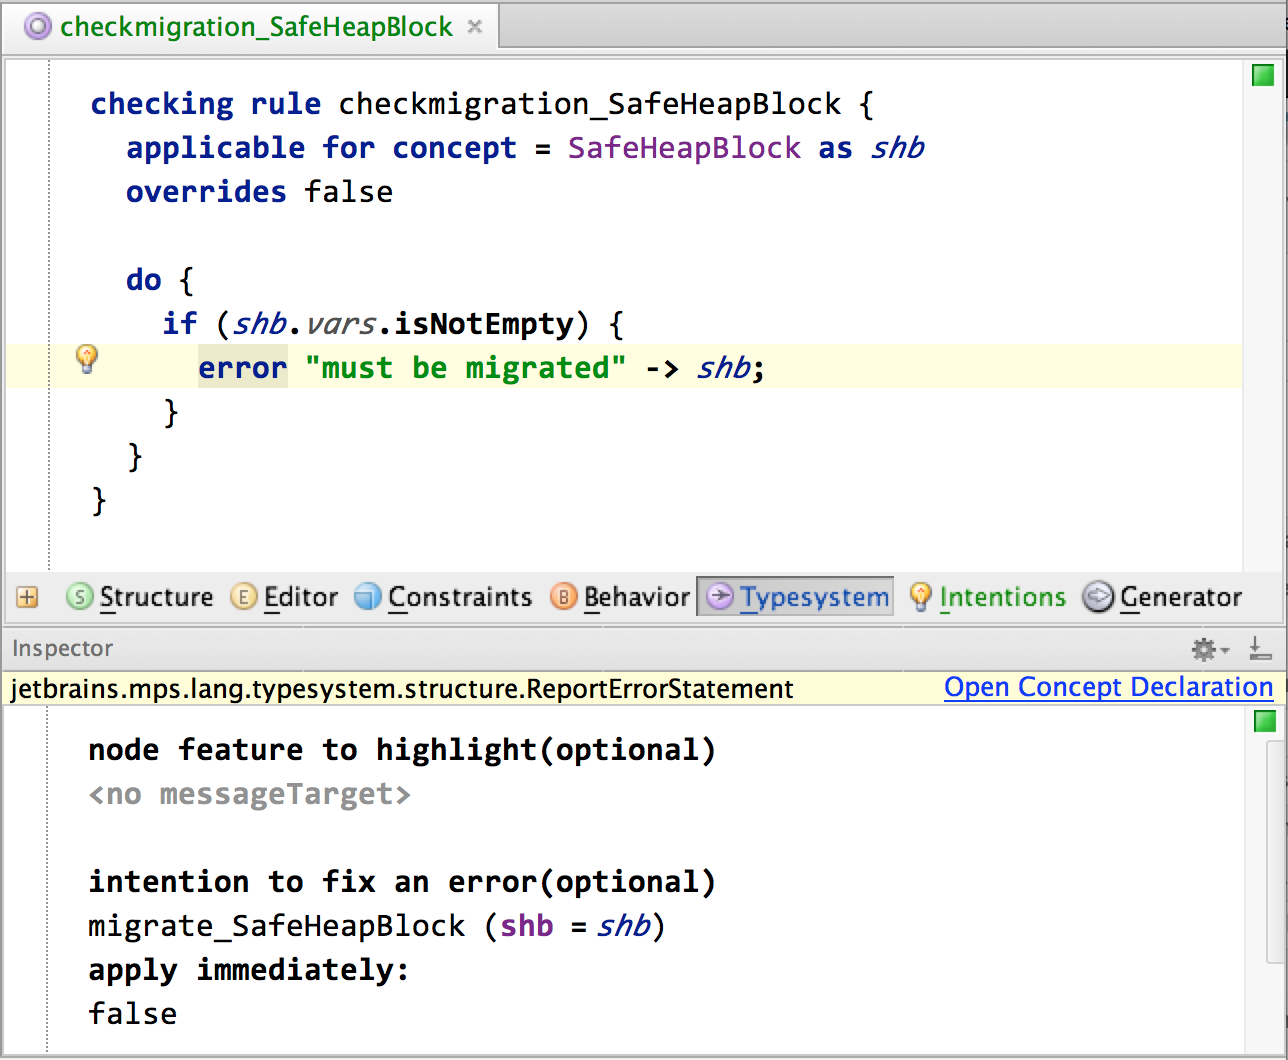 checkmigration_SafeHeapBlock
checking rule checkmigration_SafeHeapBlock {
applicable for concept = SafeHeapBlock as shb
overrides false
do {
if (shb.vars.isNotEmpty) {
error "must be migrated" -> shb;
}
}
}
S Structure E Editor Constraints B Behavior Typesystem Intentions Generator
Inspector
jetbrains.mps.lang.typesystem.structure.ReportErrorStatement Open Concept Declaration
node feature to highlight(optional)
<no messageTarget>
intention to fix an error(optional)
migrate_SafeHeapBlock (shb = shb)
apply immediately:
false